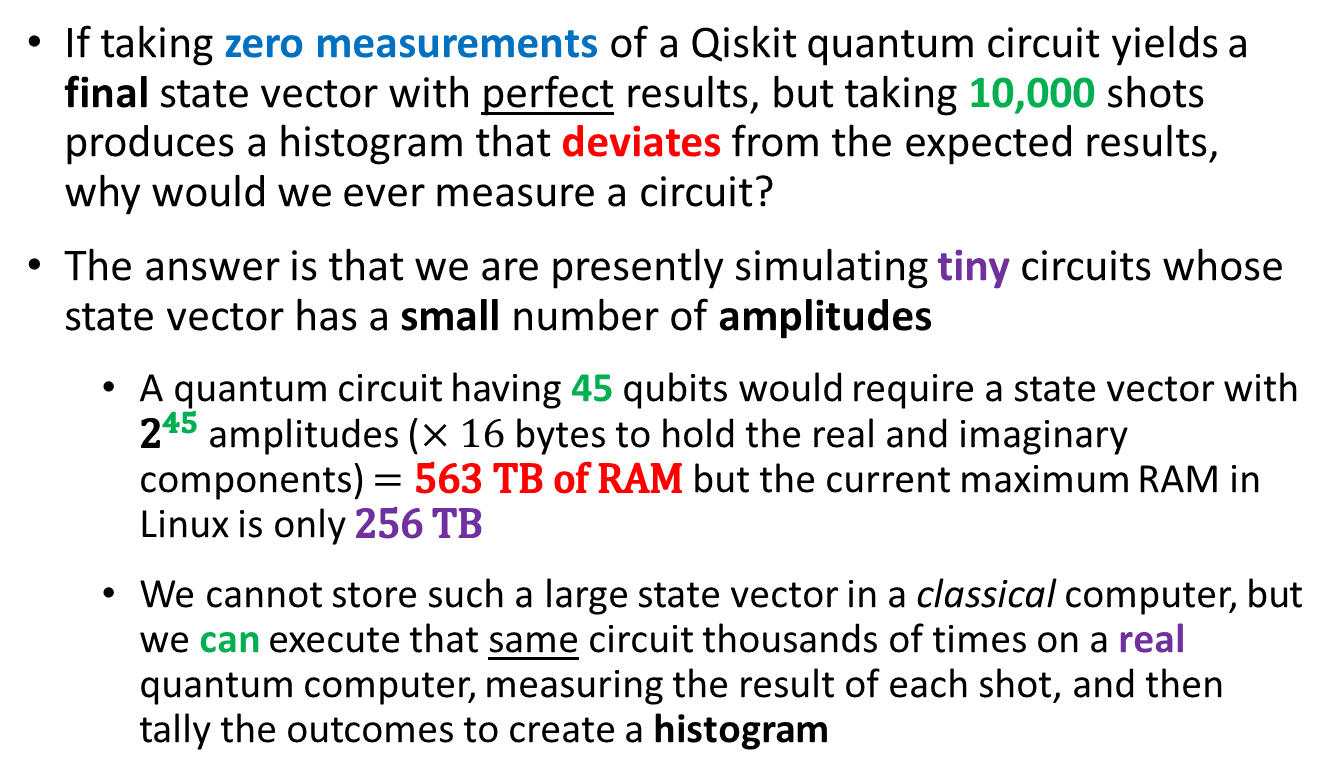 • If taking zero measurements of a Qiskit quantum circuit yields a
final state vector with perfect results, but taking 10,000 shots
produces a histogram that deviates from the expected results,
why would we ever measure a circuit?
• The answer is that we are presently simulating tiny circuits whose
state vector has a small number of amplitudes
• A quantum circuit having 45 qubits would require a state vector with
2⁴⁵ amplitudes (× 16 bytes to hold the real and imaginary
components) = 563 TB of RAM but the current maximum RAM in
Linux is only 256 TB
• We cannot store such a large state vector in a classical computer, but
we can execute that same circuit thousands of times on a real
quantum computer, measuring the result of each shot, and then
tally the outcomes to create a histogram